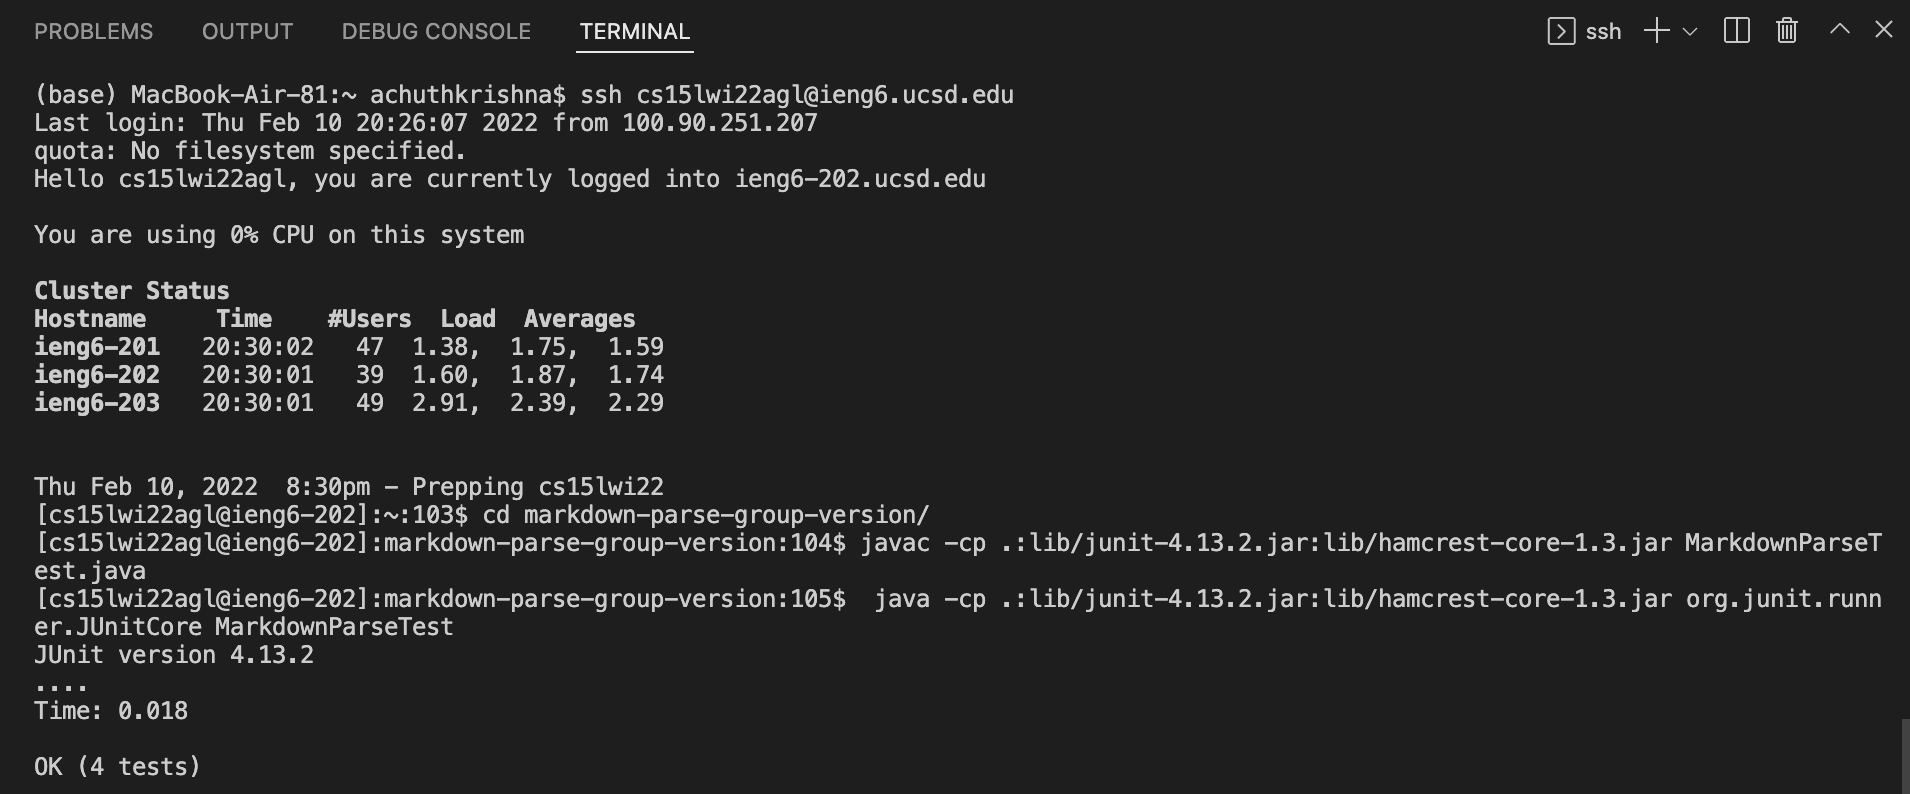 PROBLEMS OUTPUT DEBUG CONSOLE TERMINAL ssh
(base) MacBook-Air-81:~ achuthkrishna$ ssh cs15lwi22agl@ieng6.ucsd.edu
Last login: Thu Feb 10 20:26:07 2022 from 100.90.251.207
quota: No filesystem specified.
Hello cs15lwi22agl, you are currently logged into ieng6-202.ucsd.edu
You are using 0% CPU on this system
Cluster Status
Hostname     Time    #Users  Load  Averages
ieng6-201   20:30:02   47  1.38,  1.75,  1.59
ieng6-202   20:30:01   39  1.60,  1.87,  1.74
ieng6-203   20:30:01   49  2.91,  2.39,  2.29
Thu Feb 10, 2022  8:30pm - Prepping cs15lwi22
[cs15lwi22agl@ieng6-202]:~:103$ cd markdown-parse-group-version/
[cs15lwi22agl@ieng6-202]:markdown-parse-group-version:104$ javac -cp .:lib/junit-4.13.2.jar:lib/hamcrest-core-1.3.jar MarkdownParseT
est.java
[cs15lwi22agl@ieng6-202]:markdown-parse-group-version:105$  java -cp .:lib/junit-4.13.2.jar:lib/hamcrest-core-1.3.jar org.junit.runn
er.JUnitCore MarkdownParseTest
JUnit version 4.13.2
....
Time: 0.018
OK (4 tests)